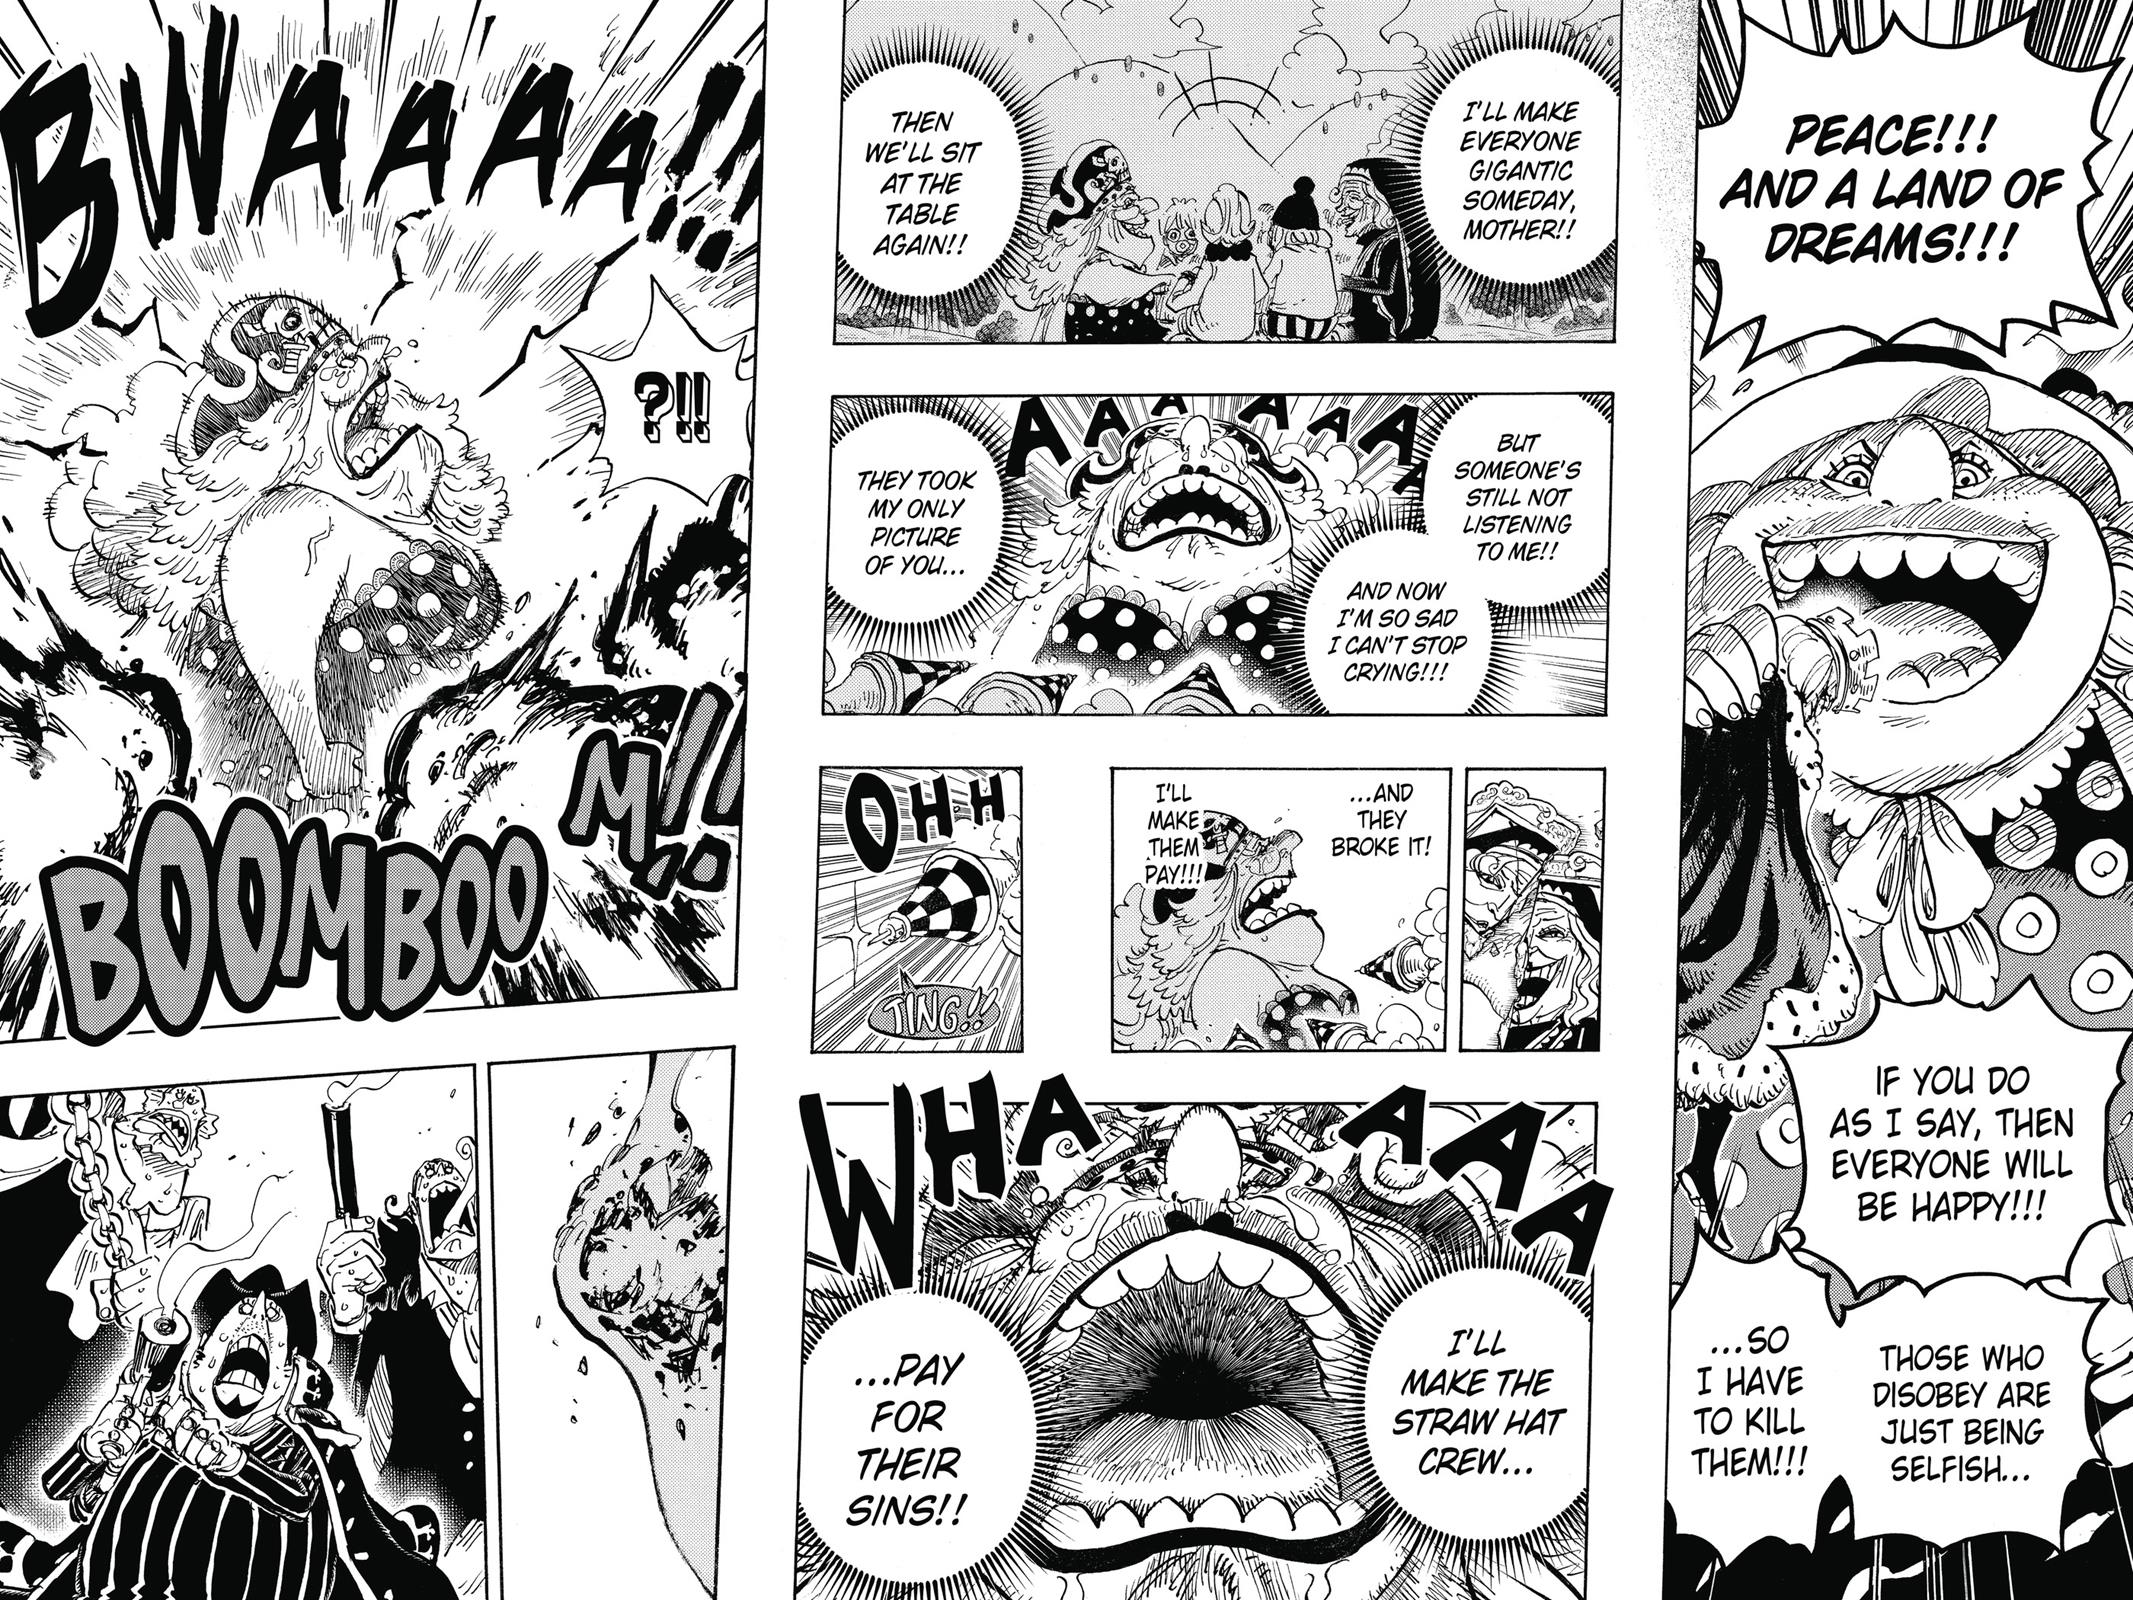 PEACE!!!
AND A LAND OF
DREAMS!!!
IF YOU DO
AS I SAY, THEN
EVERYONE WILL
BE HAPPY!!!
THOSE WHO
DISOBEY ARE
JUST BEING
SELFISH...
...SO
I HAVE
TO KILL
THEM!!!
I'LL MAKE
EVERYONE
GIGANTIC
SOMEDAY,
MOTHER!!
THEN
WE'LL SIT
AT THE
TABLE
AGAIN!!
AAAAAAA
BUT
SOMEONE'S
STILL NOT
LISTENING
TO ME!!
AND NOW
I'M SO SAD
I CAN'T STOP
CRYING!!!
THEY TOOK
MY ONLY
PICTURE
OF YOU...
...AND
THEY
BROKE IT!
I'LL
MAKE
THEM
PAY!!!
OHH
TING!!
WHAAAA
I'LL
MAKE THE
STRAW HAT
CREW...
...PAY
FOR
THEIR
SINS!!
BWAAAAA!!
?!!
BOOMBOO
M!!